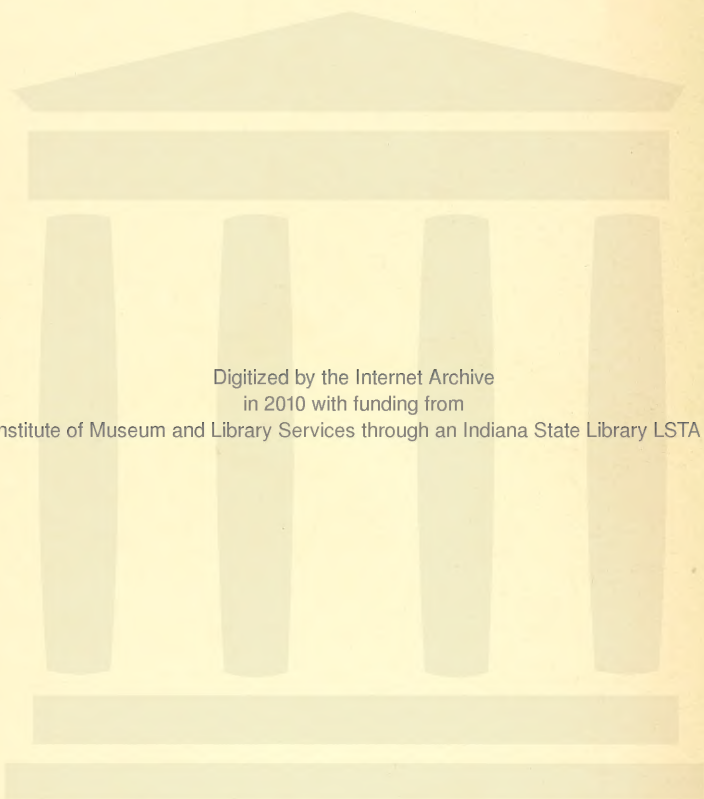 Digitized by the Internet Archive
in 2010 with funding from
nstitute of Museum and Library Services through an Indiana State Library LSTA